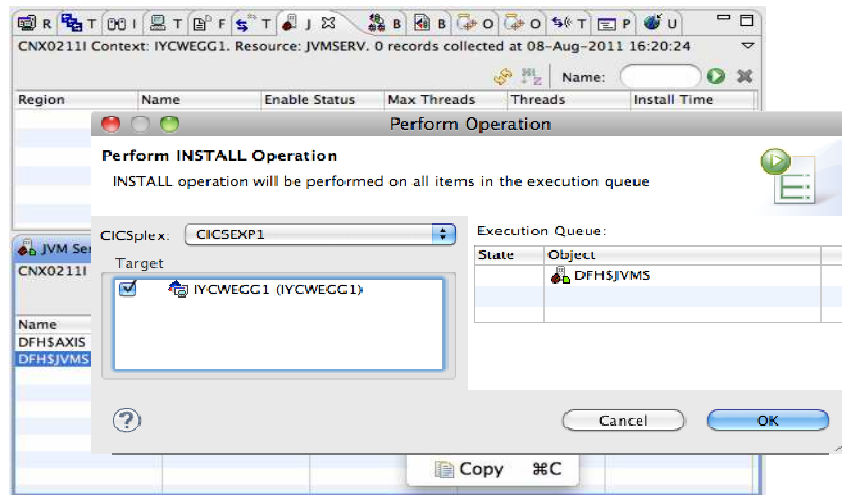 R T I T F T J B B O O T P U
CNX0211I Context: IYCWEGG1. Resource: JVMSERV. 0 records collected at 08-Aug-2011 16:20:24
Name:
Region Name Enable Status Max Threads Threads Install Time
Perform Operation
Perform INSTALL Operation
INSTALL operation will be performed on all items in the execution queue
CICSplex: CICSEXP1
Target
IYCWEGG1 (IYCWEGG1)
Execution Queue:
State Object
DFH$JVMS
JVM Ser
CNX0211I
Name
DFH$AXIS
DFH$JVMS
? Cancel OK
Copy ⌘C